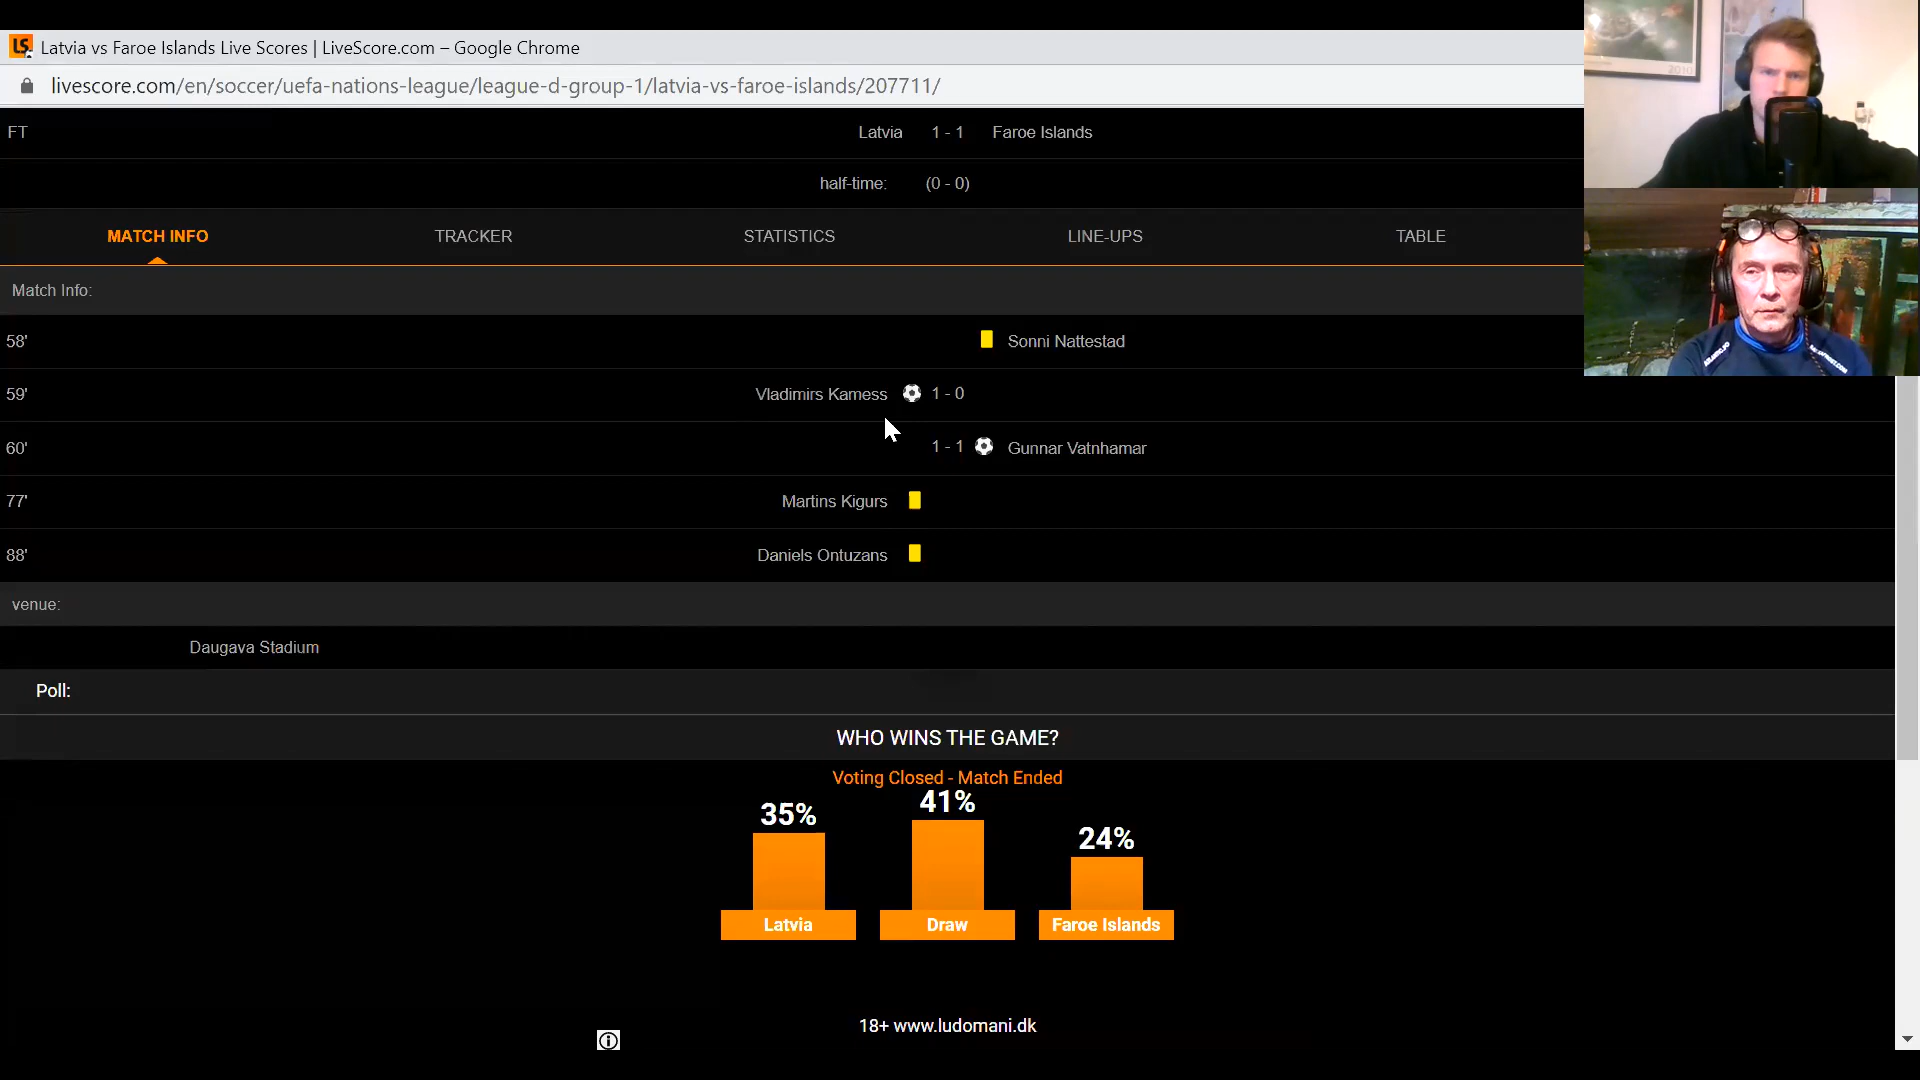 LS
Latvia vs Faroe Islands Live Scores | LiveScore.com – Google Chrome
livescore.com/en/soccer/uefa-nations-league/league-d-group-1/latvia-vs-faroe-islands/207711/
FT Latvia 1 - 1 Faroe Islands
half-time: (0 - 0)
MATCH INFO TRACKER STATISTICS LINE-UPS TABLE
Match Info:
58' Sonni Nattestad
59' Vladimirs Kamess 1 - 0
60' 1 - 1 Gunnar Vatnhamar
77' Martins Kigurs
88' Daniels Ontuzans
venue:
Daugava Stadium
Poll:
WHO WINS THE GAME?
Voting Closed - Match Ended
35% 41% 24%
Latvia Draw Faroe Islands
18+ www.ludomani.dk
2010